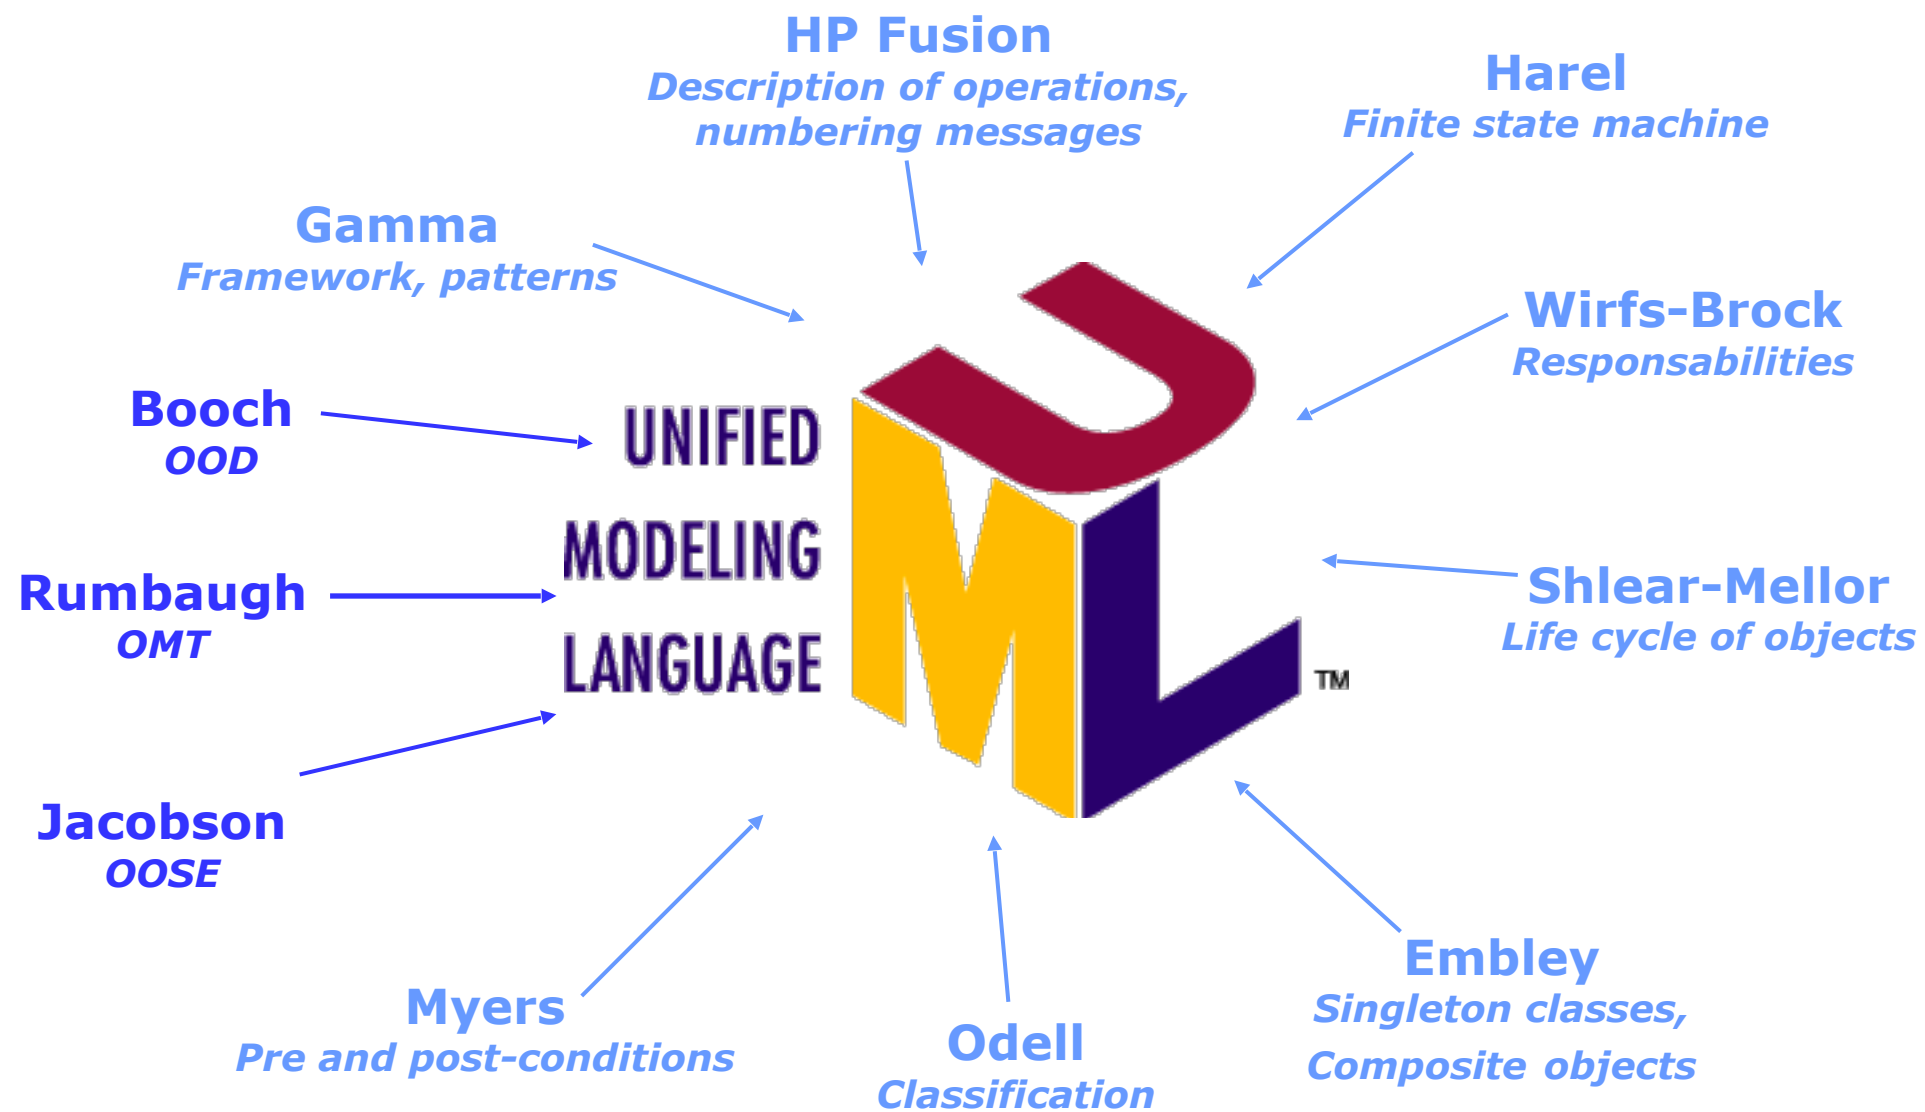 HP Fusion
Description of operations,
numbering messages
Harel
Finite state machine
Gamma
Framework, patterns
Wirfs-Brock
Responsabilities
Booch
OOD
UNIFIED
MODELING
LANGUAGE
UML
TM
Rumbaugh
OMT
Shlear-Mellor
Life cycle of objects
Jacobson
OOSE
Myers
Pre and post-conditions
Odell
Classification
Embley
Singleton classes,
Composite objects